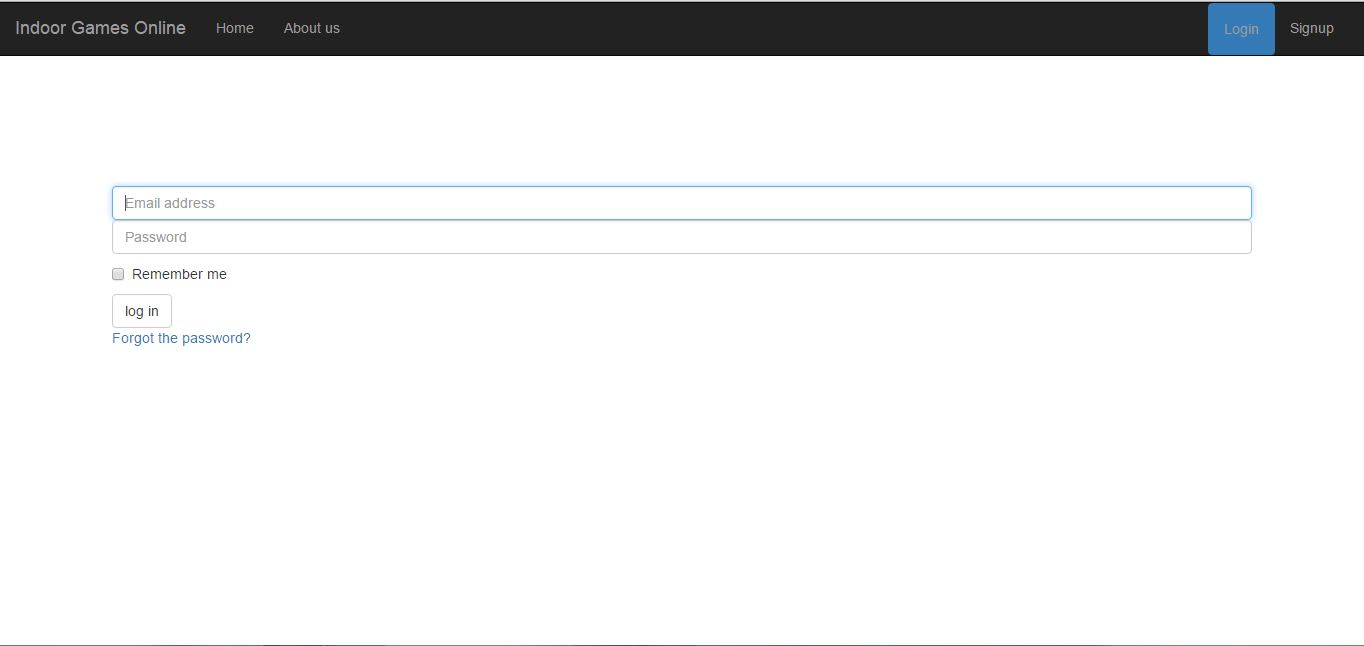 Indoor Games Online Home About us Login Signup
Email address
Password
Remember me
log in
Forgot the password?